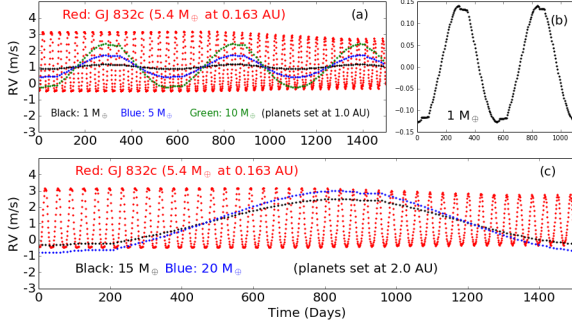 Red: GJ 832c (5.4 M⊕ at 0.163 AU)
(a)
RV (m/s)
5
4
3
2
1
0
−1
−2
−3
Black: 1 M⊕ Blue: 5 M⊕ Green: 10 M⊕ (planets set at 1.0 AU)
0 200 400 600 800 1000 1200 1400
(b)
0.15
0.10
0.05
0.00
−0.05
−0.10
−0.15
1 M⊕
0 200 400 600 800 1000
Red: GJ 832c (5.4 M⊕ at 0.163 AU)
(c)
RV (m/s)
5
4
3
2
1
0
−1
−2
−3
Black: 15 M⊕ Blue: 20 M⊕ (planets set at 2.0 AU)
0 200 400 600 800 1000 1200 1400
Time (Days)